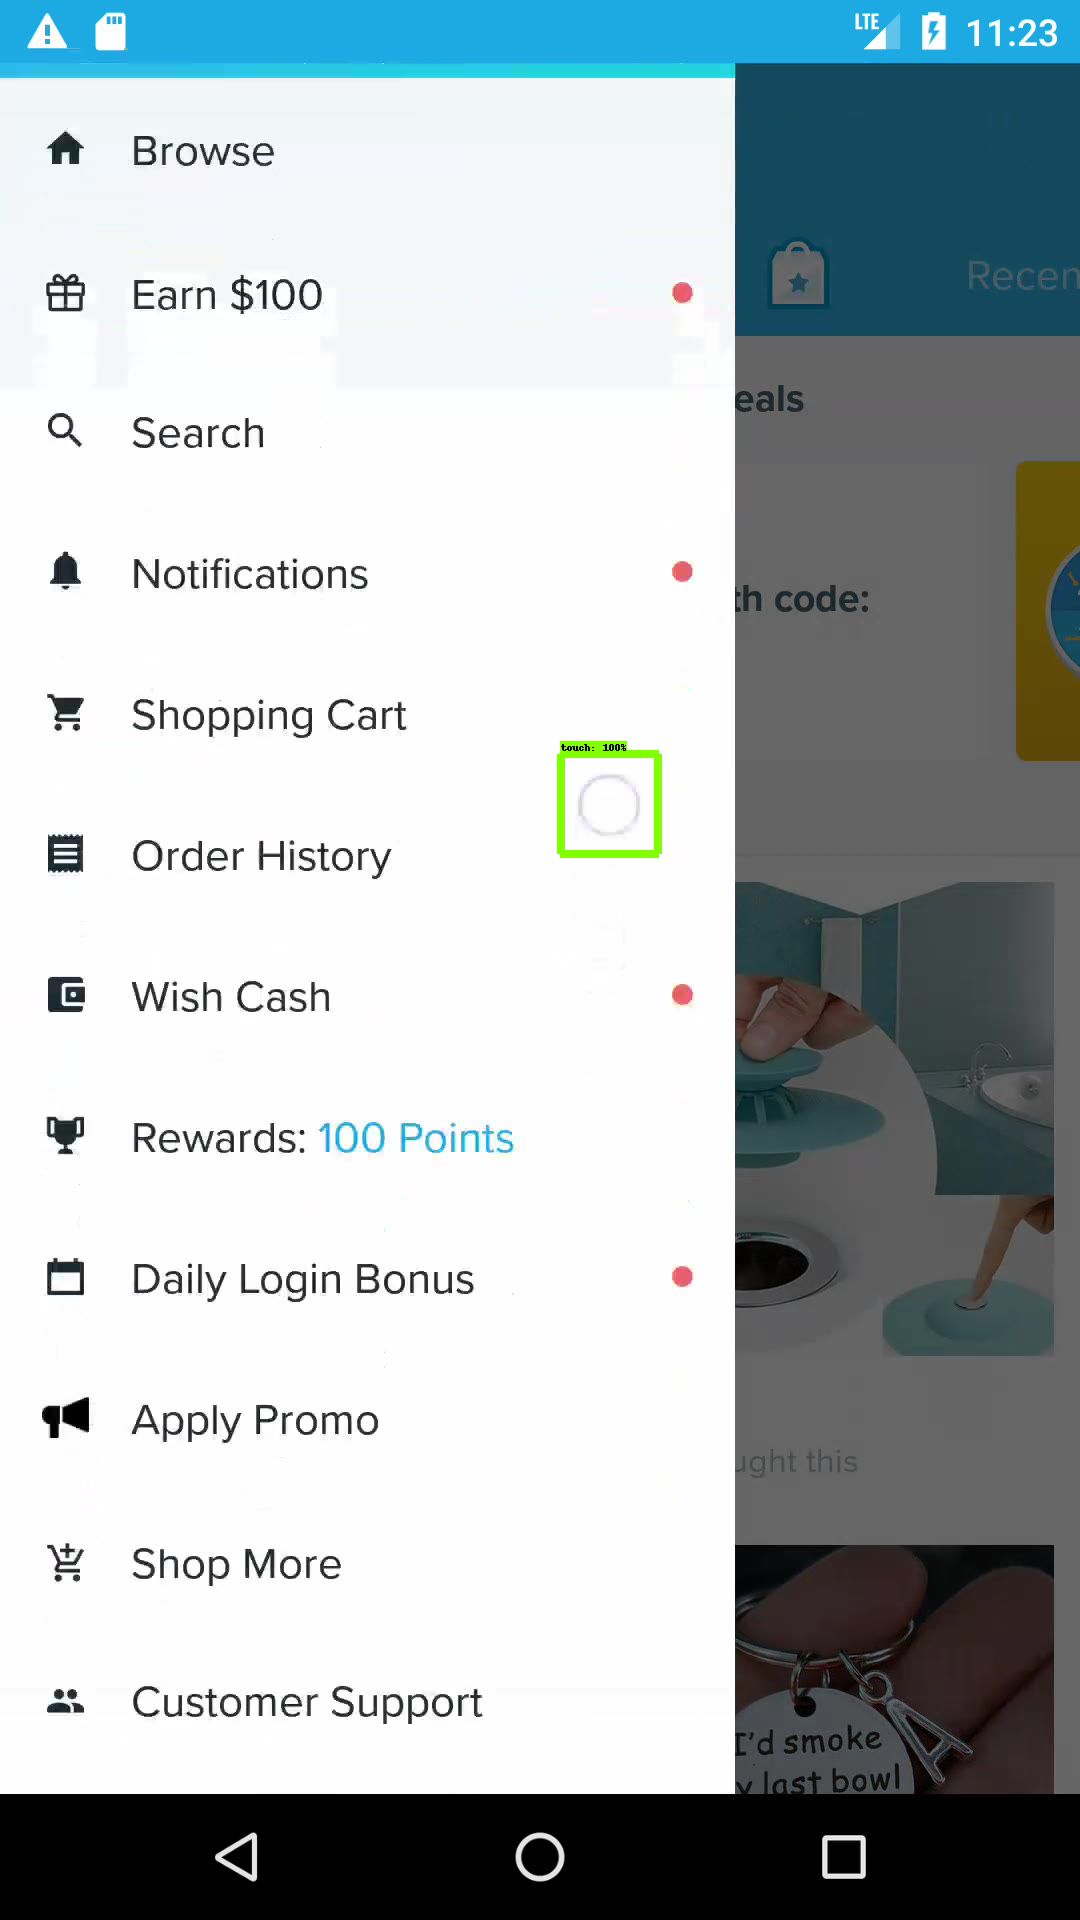 LTE 11:23
Browse
Earn $100
Recen
Search
eals
Notifications
th code:
Shopping Cart
touch: 100%
Order History
Wish Cash
Rewards: 100 Points
Daily Login Bonus
Apply Promo
ught this
Shop More
Customer Support
I'd smoke
y last bowl
A